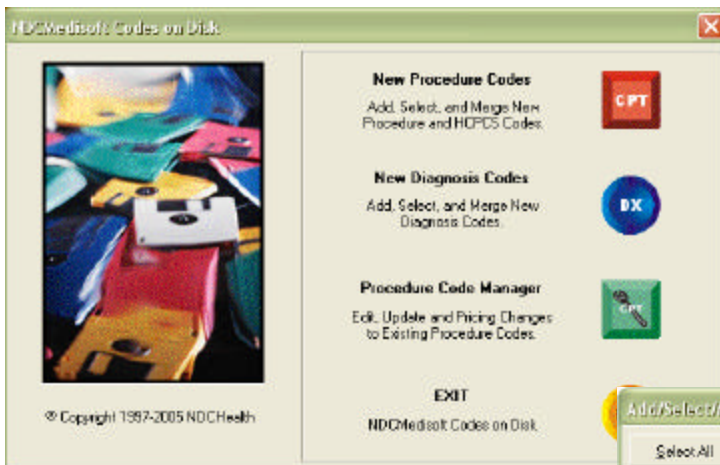 NDCMedisoft Codes on Disk
New Procedure Codes
CPT
Add, Select, and Merge New
Procedure and HCPCS Codes.
New Diagnosis Codes
DX
Add, Select, and Merge New
Diagnosis Codes.
Procedure Code Manager
CPT
Edit, Update and Pricing Changes
to Existing Procedure Codes.
EXIT
NDCMedisoft Codes on Disk
© Copyright 1997-2005 NDCHealth
Add/Select/
Select All